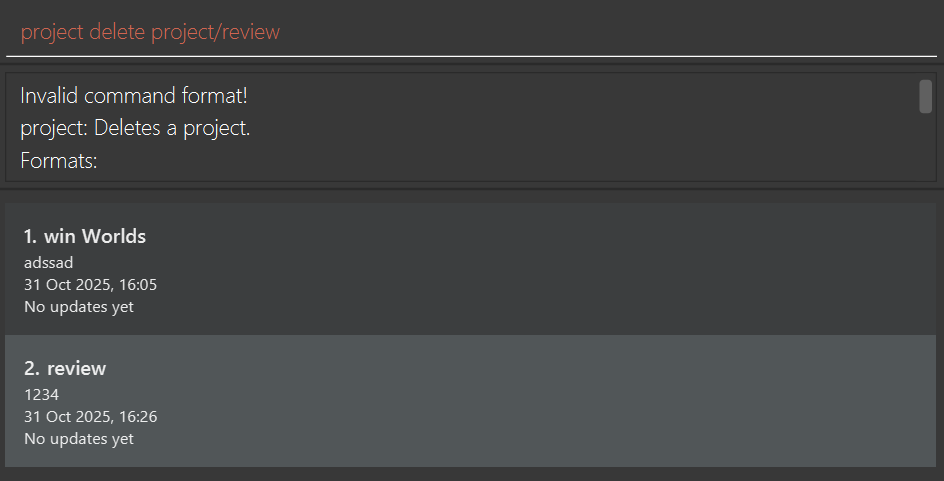 project delete project/review
Invalid command format!
project: Deletes a project.
Formats:
1. win Worlds
adssad
31 Oct 2025, 16:05
No updates yet
2. review
1234
31 Oct 2025, 16:26
No updates yet